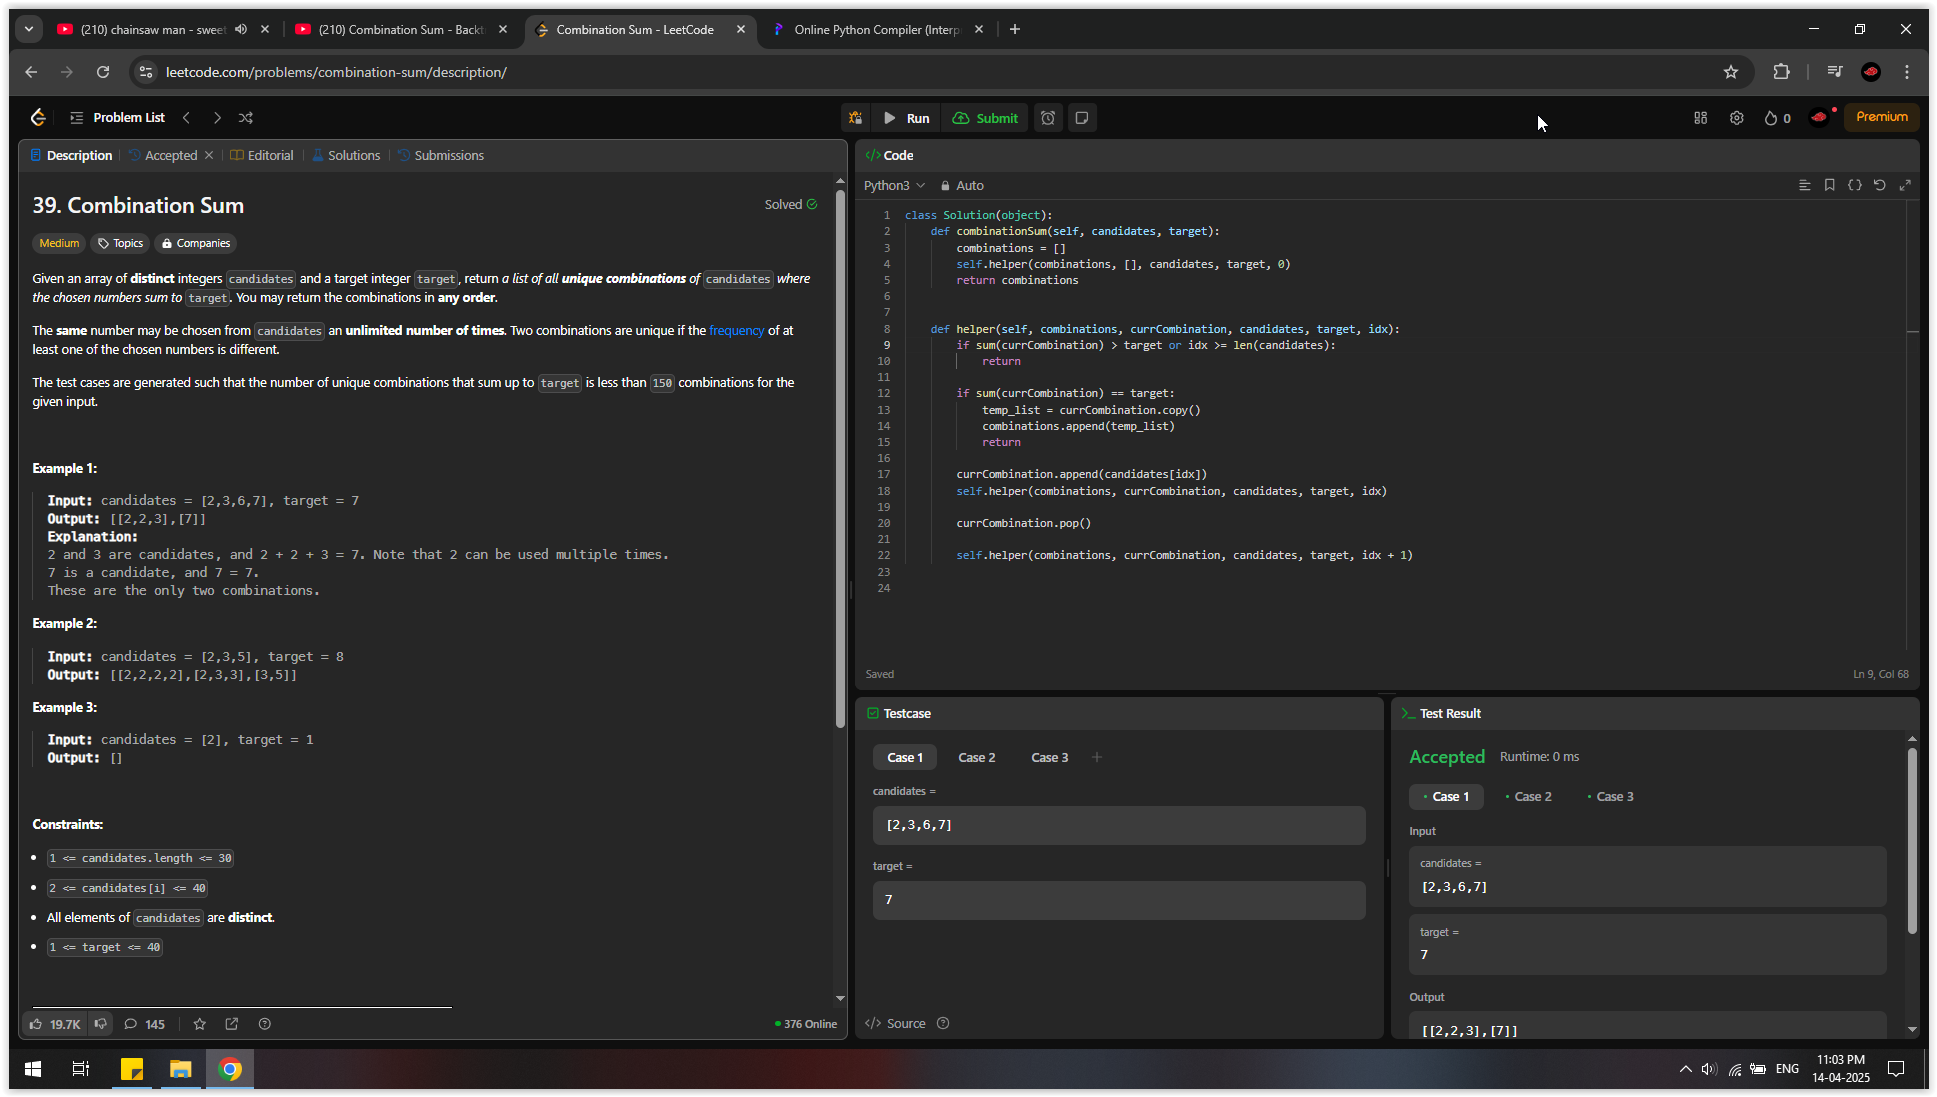 (210) chainsaw man - sweet
(210) Combination Sum - Backt
Combination Sum - LeetCode
Online Python Compiler (Interp
leetcode.com/problems/combination-sum/description/
Problem List
Run
Submit
0
Premium
Description
Accepted
Editorial
Solutions
Submissions
39. Combination Sum
Solved
Medium
Topics
Companies
Given an array of distinct integers candidates and a target integer target, return a list of all unique combinations of candidates where
the chosen numbers sum to target. You may return the combinations in any order.
The same number may be chosen from candidates an unlimited number of times. Two combinations are unique if the frequency of at
least one of the chosen numbers is different.
The test cases are generated such that the number of unique combinations that sum up to target is less than 150 combinations for the
given input.
Example 1:
Input: candidates = [2,3,6,7], target = 7
Output: [[2,2,3],[7]]
Explanation:
2 and 3 are candidates, and 2 + 2 + 3 = 7. Note that 2 can be used multiple times.
7 is a candidate, and 7 = 7.
These are the only two combinations.
Example 2:
Input: candidates = [2,3,5], target = 8
Output: [[2,2,2,2],[2,3,3],[3,5]]
Example 3:
Input: candidates = [2], target = 1
Output: []
Constraints:
1 <= candidates.length <= 30
2 <= candidates[i] <= 40
All elements of candidates are distinct.
1 <= target <= 40
19.7K
145
376 Online
</> Code
Python3
Auto
1 class Solution(object):
2 def combinationSum(self, candidates, target):
3 combinations = []
4 self.helper(combinations, [], candidates, target, 0)
5 return combinations
6
7
8 def helper(self, combinations, currCombination, candidates, target, idx):
9 if sum(currCombination) > target or idx >= len(candidates):
10 return
11
12 if sum(currCombination) == target:
13 temp_list = currCombination.copy()
14 combinations.append(temp_list)
15 return
16
17 currCombination.append(candidates[idx])
18 self.helper(combinations, currCombination, candidates, target, idx)
19
20 currCombination.pop()
21
22 self.helper(combinations, currCombination, candidates, target, idx + 1)
23
24
Saved
Ln 9, Col 68
Testcase
Case 1
Case 2
Case 3
+
candidates =
[2,3,6,7]
target =
7
</> Source
Test Result
Accepted
Runtime: 0 ms
Case 1
Case 2
Case 3
Input
candidates =
[2,3,6,7]
target =
7
Output
[[2,2,3],[7]]
ENG
11:03 PM
14-04-2025